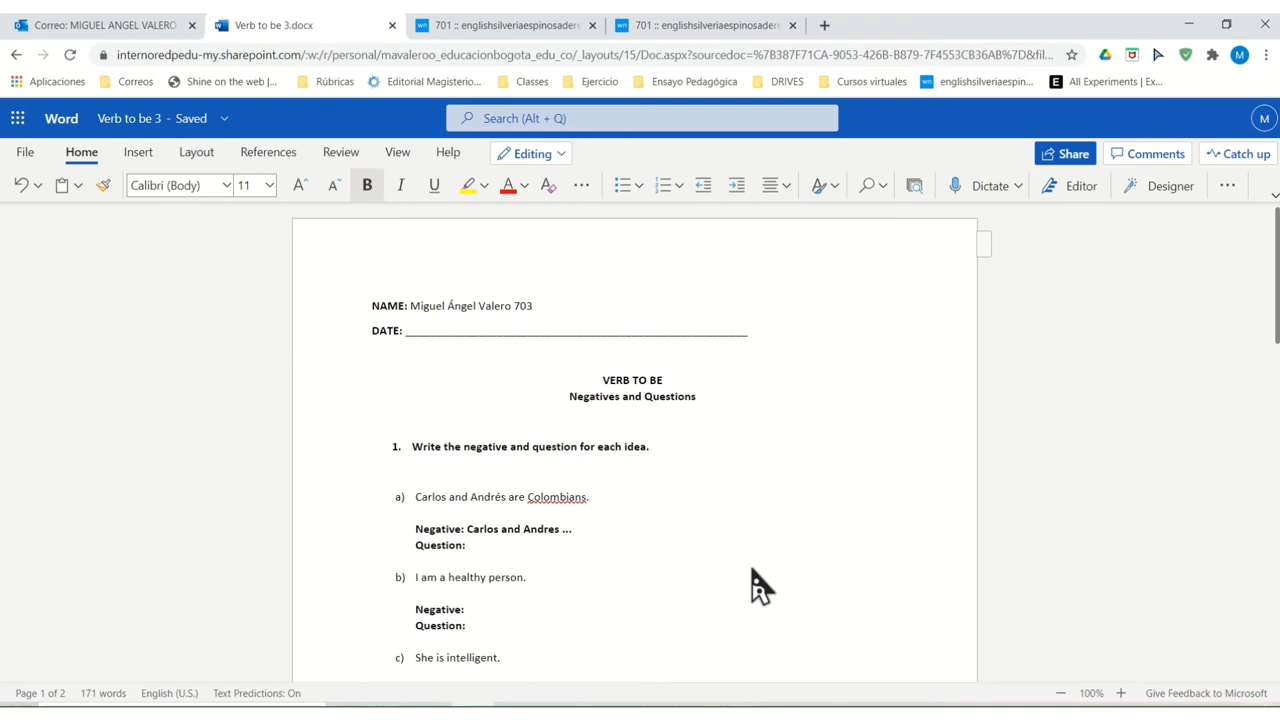 Correo: MIGUEL ANGEL VALERO
Verb to be 3.docx
wn 701 :: englishsilveriaespinosadere
wn 701 :: englishsilveriaespinosadere
internoredpedu-my.sharepoint.com/:w:/r/personal/mavaleroo_educacionbogota_edu_co/_layouts/15/Doc.aspx?sourcedoc=%7B387F71CA-9053-426B-B879-7F4553CB36AB%7D&fil...
M
Aplicaciones Correos Shine on the web |... Rúbricas Editorial Magisterio... Classes Ejercicio Ensayo Pedagógica DRIVES Cursos virtuales wn englishsilveriaespin... E All Experiments | Ex...
Word Verb to be 3 - Saved Search (Alt + Q) M
File Home Insert Layout References Review View Help Editing Share Comments Catch up
Calibri (Body) 11 A A B I U A A ... Dictate Editor Designer ...
NAME: Miguel Ángel Valero 703
DATE: ______________________________________________________
VERB TO BE
Negatives and Questions
1. Write the negative and question for each idea.
a) Carlos and Andrés are Colombians.
Negative: Carlos and Andres ...
Question:
b) I am a healthy person.
Negative:
Question:
c) She is intelligent.
Page 1 of 2 171 words English (U.S.) Text Predictions: On 100% Give Feedback to Microsoft